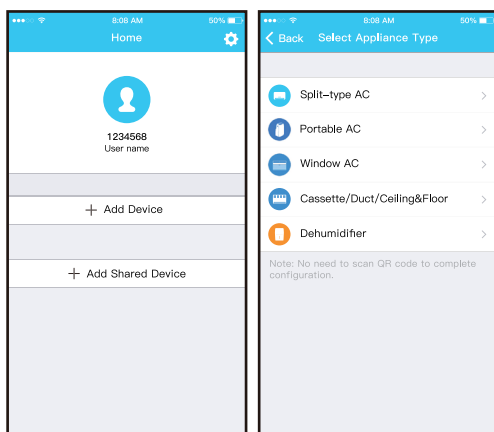 8:08 AM
50%
Home
1234568
User name
+ Add Device
+ Add Shared Device
8:08 AM
50%
Back
Select Appliance Type
Split-type AC
Portable AC
Window AC
Cassette/Duct/Ceiling&Floor
Dehumidifier
Note: No need to scan QR code to complete
configuration.